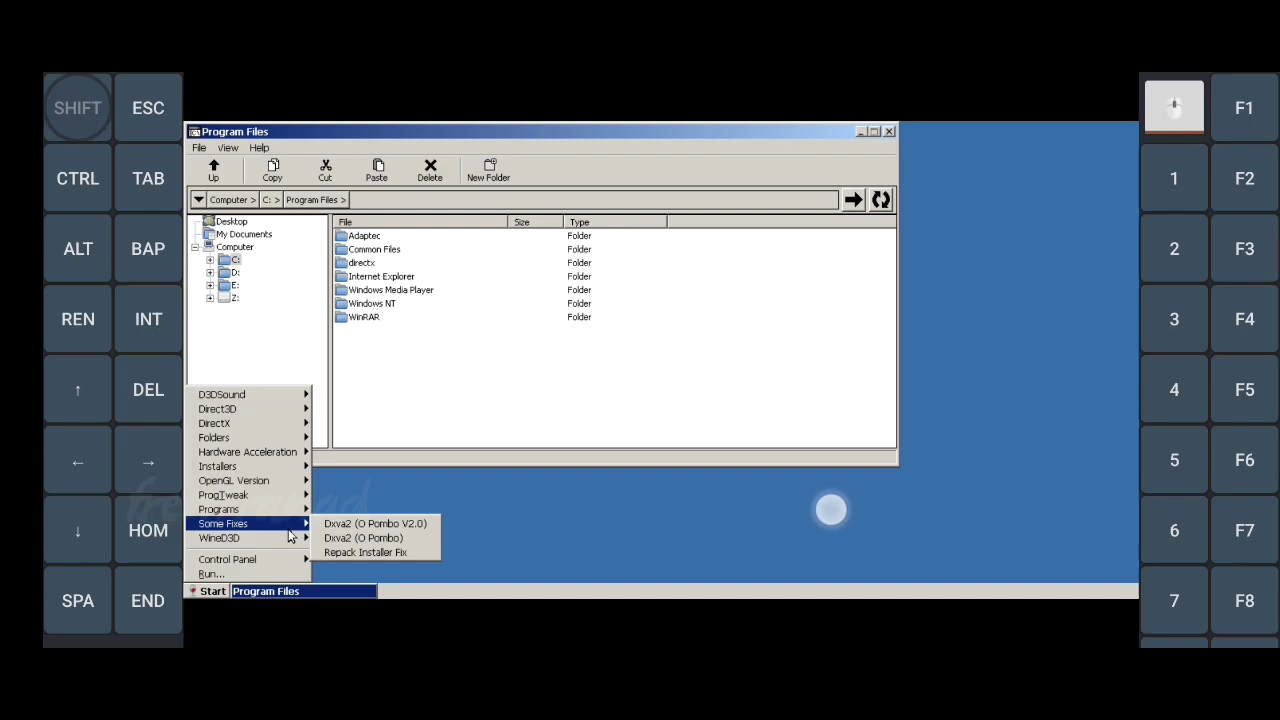 SHIFT
ESC
CTRL
TAB
ALT
BAP
REN
INT
↑
DEL
←
→
↓
HOM
SPA
END
Program Files
File View Help
Up
Copy
Cut
Paste
Delete
New Folder
Computer > C: > Program Files >
Desktop
My Documents
Computer
C:
D:
E:
Z:
File Size Type
Adaptec Folder
Common Files Folder
directx Folder
Internet Explorer Folder
Windows Media Player Folder
Windows NT Folder
WinRAR Folder
D3DSound
Direct3D
DirectX
Folders
Hardware Acceleration
Installers
OpenGL Version
ProgTweak
Programs
Some Fixes
WineD3D
Control Panel
Run...
Dxva2 (O Pombo V2.0)
Dxva2 (O Pombo)
Repack Installer Fix
Start
Program Files
F1
1
F2
2
F3
3
F4
4
F5
5
F6
6
F7
7
F8